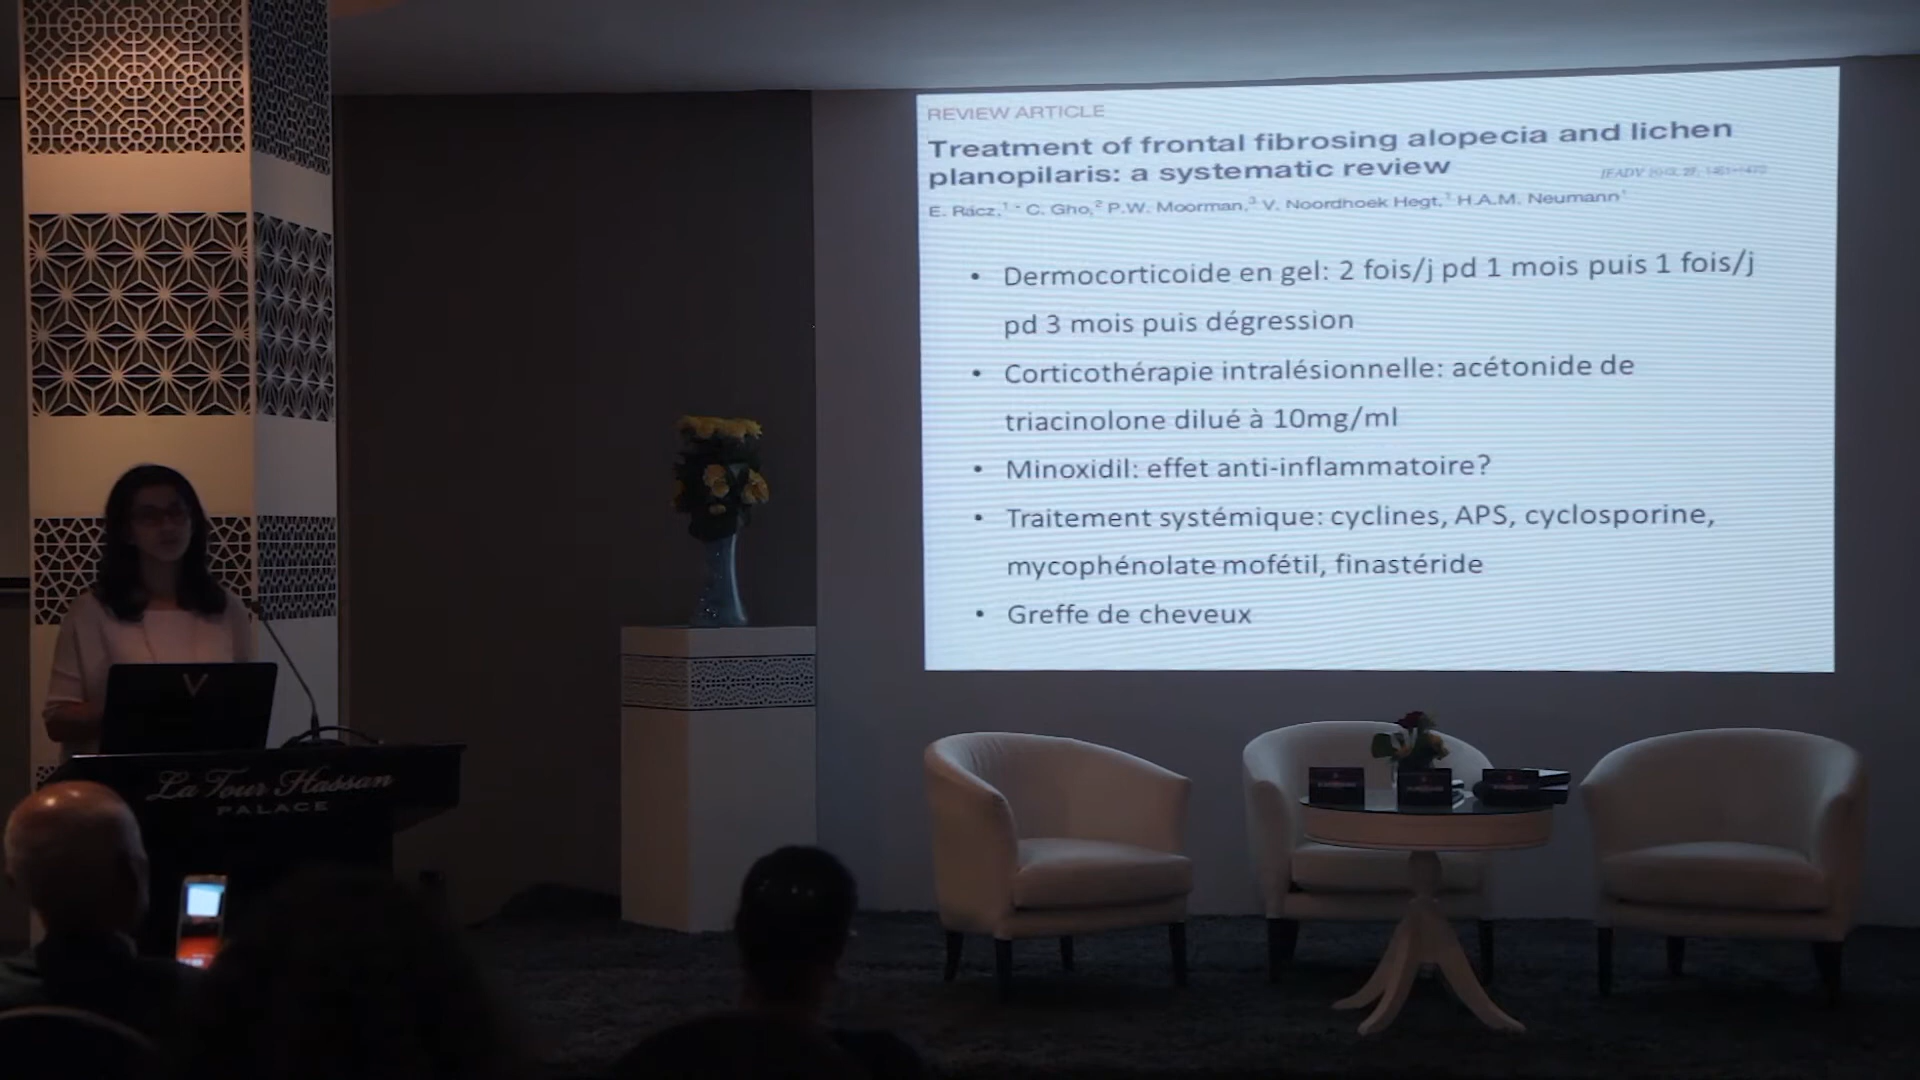 REVIEW ARTICLE
Treatment of frontal fibrosing alopecia and lichen
planopilaris: a systematic review
E. Rácz, C. Gho, P.W. Moorman, V. Noordhoek Hegt, H.A.M. Neumann
• Dermocorticoide en gel: 2 fois/j pd 1 mois puis 1 fois/j
pd 3 mois puis dégression
• Corticothérapie intralésionnelle: acétonide de
triacinolone dilué à 10mg/ml
• Minoxidil: effet anti-inflammatoire?
• Traitement systémique: cyclines, APS, cyclosporine,
mycophénolate mofétil, finastéride
• Greffe de cheveux
La Tour Hassan
PALACE